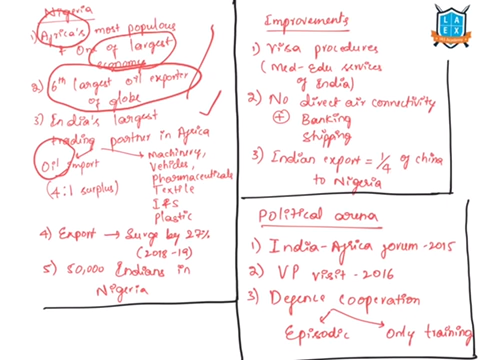 Nigeria
1) Africa's most populous
+ One of largest
economies
2) 6th largest oil exporter
of globe
3) India's largest
trading partner in Africa
Oil import
(4:1 surplus)
Machinery,
Vehicles,
Pharmaceuticals
Textile
I&S
Plastic
4) Export → Surge by 27%
(2018-19)
5) 50,000 Indians in
Nigeria
Improvements
1) Visa procedures
(Med-Edu services
of India)
2) No direct air connectivity
+ Banking
Shipping
3) Indian export = 1/4 of china
to Nigeria
Political arena
1) India-Africa forum-2015
2) VP visit-2016
3) Defence cooperation
Episodic Only training
LAEX